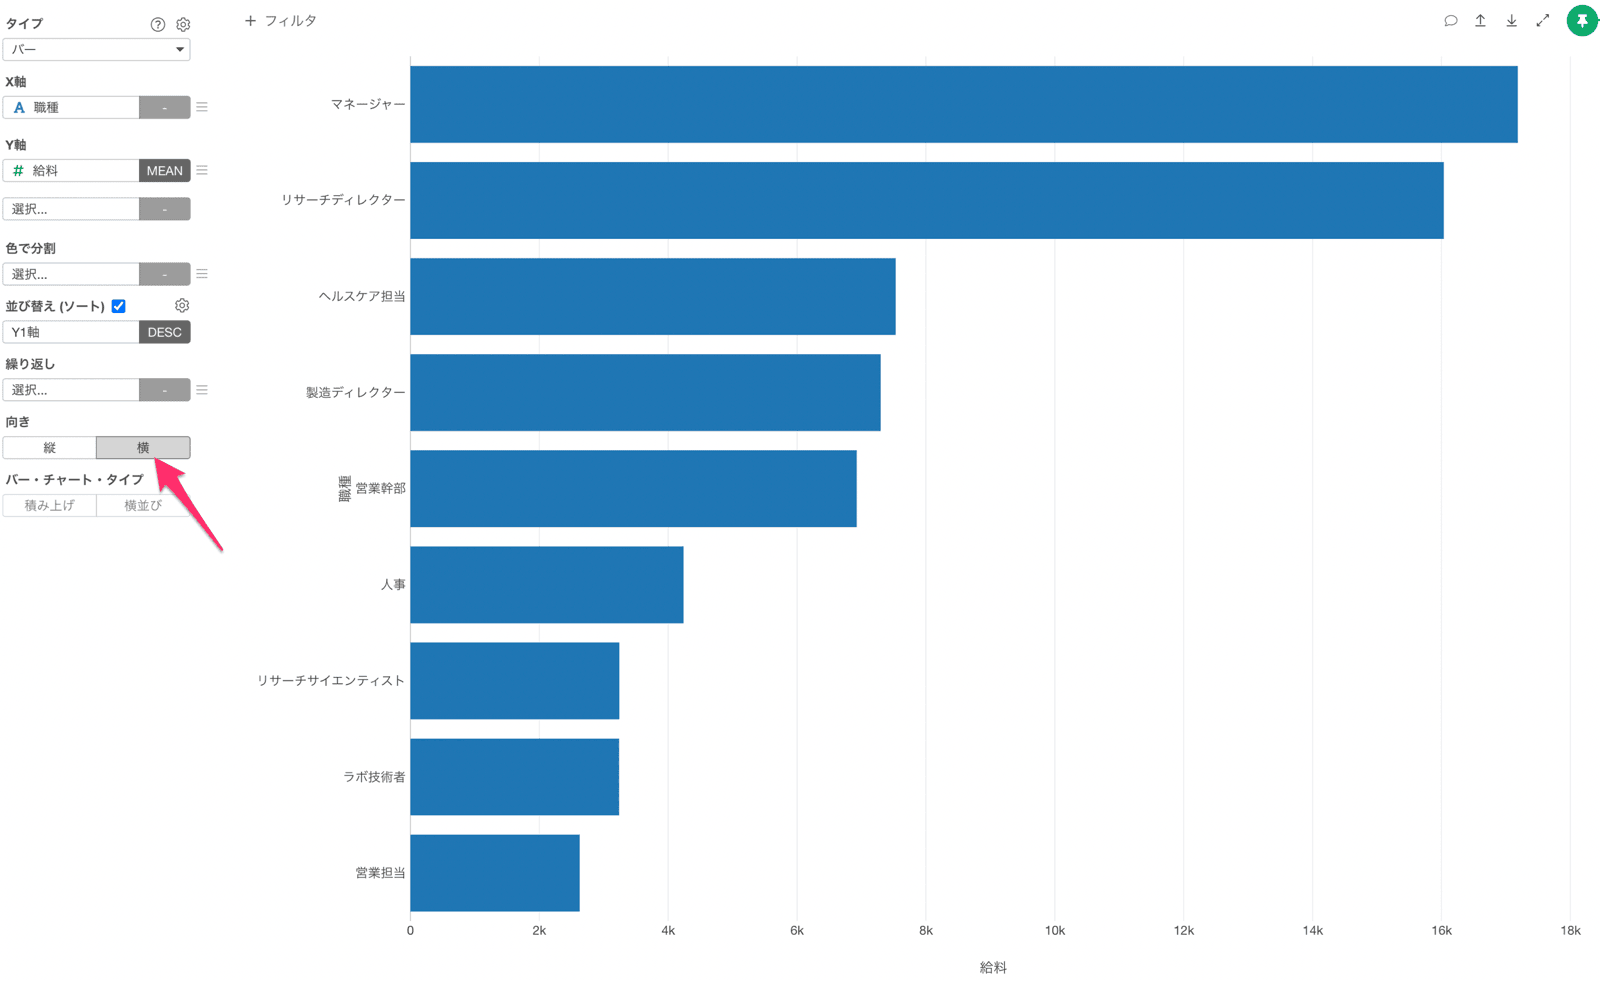 タイプ
バー
X軸
A 職種 -
Y軸
# 給料 MEAN
選択... -
色で分割
選択... -
並び替え (ソート)
Y1軸 DESC
繰り返し
選択... -
向き
縦 横
バー・チャート・タイプ
積み上げ 横並び
+ フィルタ
マネージャー
リサーチディレクター
ヘルスケア担当
製造ディレクター
職種
営業幹部
人事
リサーチサイエンティスト
ラボ技術者
営業担当
0 2k 4k 6k 8k 10k 12k 14k 16k 18k
給料